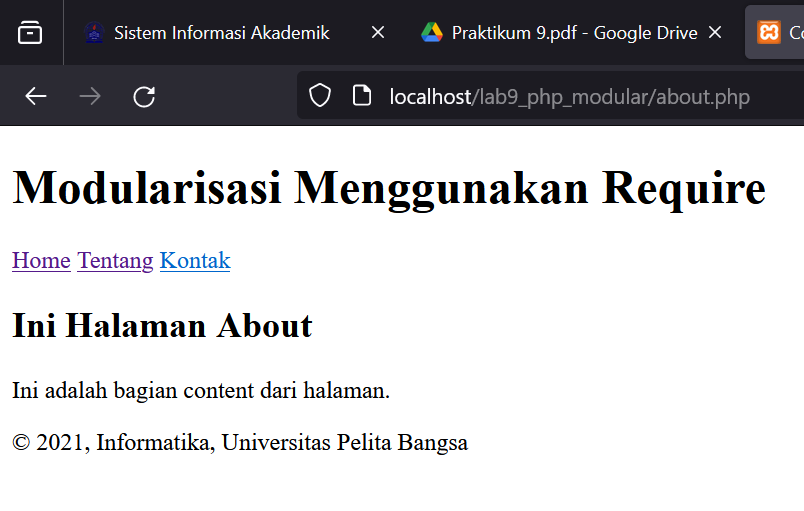 Sistem Informasi Akademik
Praktikum 9.pdf - Google Drive
localhost/lab9_php_modular/about.php
Modularisasi Menggunakan Require
Home Tentang Kontak
Ini Halaman About
Ini adalah bagian content dari halaman.
© 2021, Informatika, Universitas Pelita Bangsa